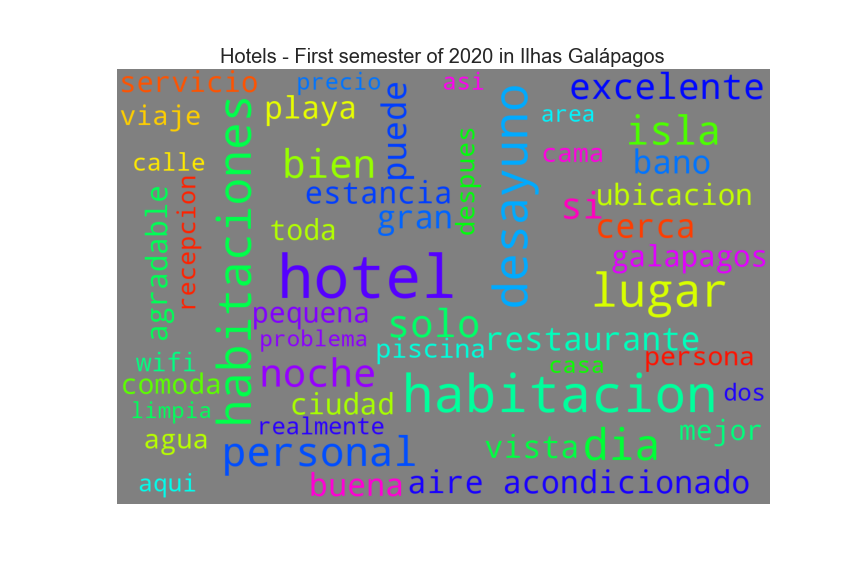 Hotels - First semester of 2020 in Ilhas Galápagos
servicio
precio
asi
excelente
viaje
playa
puede
desayuno
area
isla
calle
bien
despues
cama
bano
habitaciones
recepcion
agradable
estancia
si
ubicacion
toda
gran
cerca
hotel
galapagos
lugar
pequena
solo
problema
piscina
restaurante
wifi
noche
casa
persona
comoda
ciudad
habitacion
dos
limpia
realmente
mejor
agua
personal
vista
dia
aqui
buena
aire acondicionado